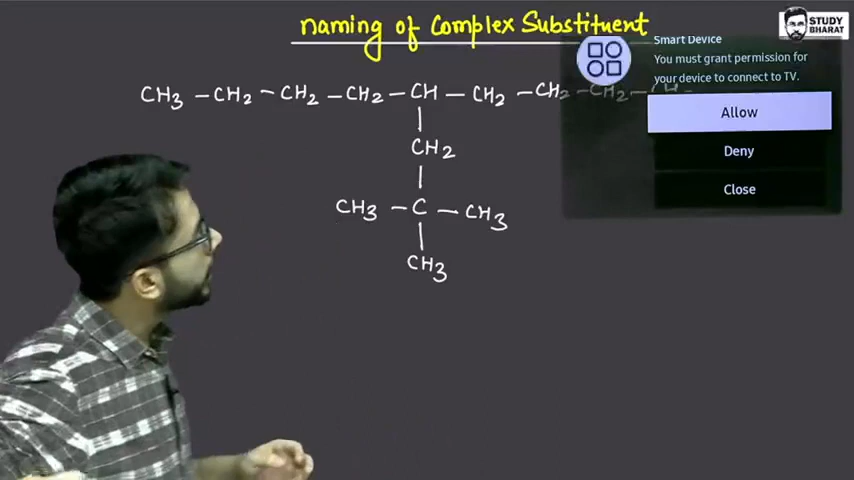 naming of Complex Substituent
STUDY
BHARAT
Smart Device
You must grant permission for
your device to connect to TV.
Allow
Deny
Close
CH3 – CH2 – CH2 – CH2 – CH – CH2 – CH2 – CH2 –
CH2
CH3 – C – CH3
CH3